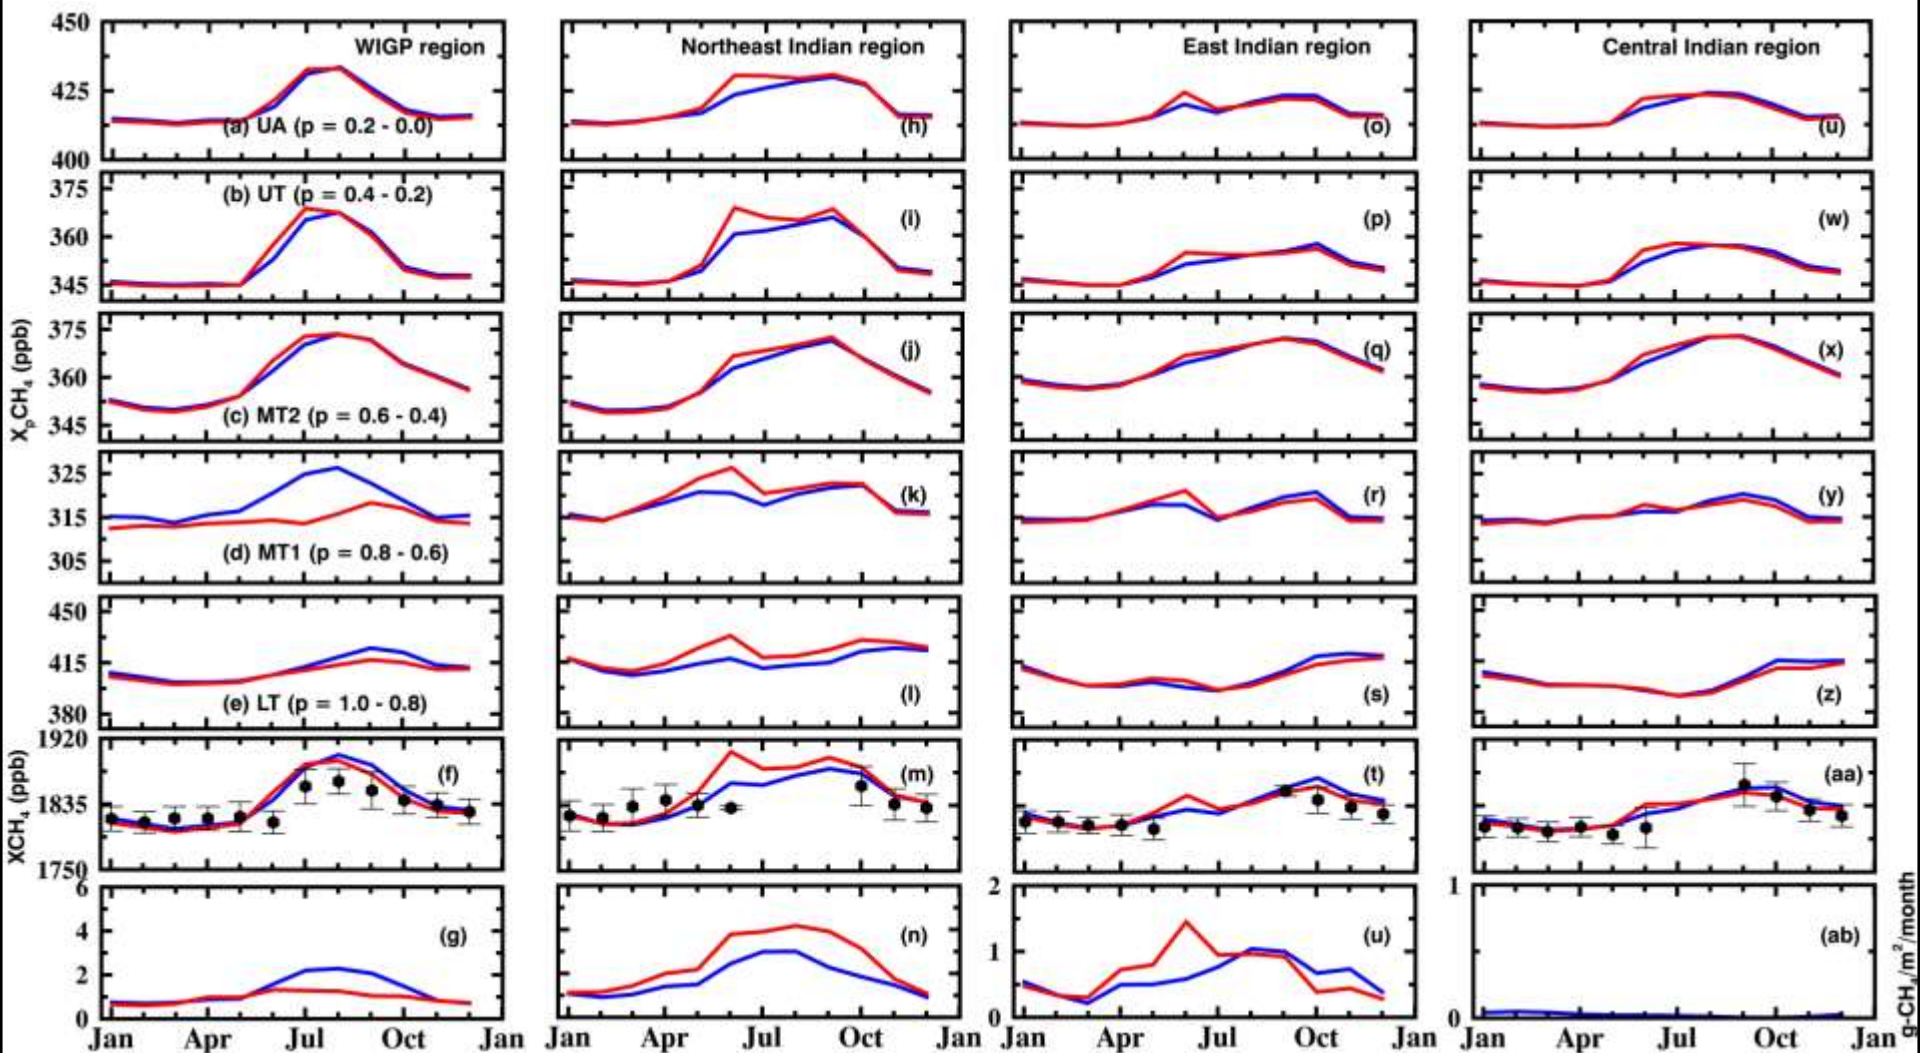 WIGP region
Northeast Indian region
East Indian region
Central Indian region
450
425
400
(a) UA (p = 0.2 - 0.0)
(h)
(o)
(u)
375
360
345
(b) UT (p = 0.4 - 0.2)
(i)
(p)
(w)
XpCH4 (ppb)
375
360
345
(c) MT2 (p = 0.6 - 0.4)
(j)
(q)
(x)
325
315
305
(d) MT1 (p = 0.8 - 0.6)
(k)
(r)
(y)
450
415
380
(e) LT (p = 1.0 - 0.8)
(l)
(s)
(z)
XCH4 (ppb)
1920
1835
1750
(f)
(m)
(t)
(aa)
6
4
2
0
(g)
(n)
2
1
0
(u)
1
0
(ab)
g-CH4/m2/month
Jan Apr Jul Oct Jan
Jan Apr Jul Oct Jan
Jan Apr Jul Oct Jan
Jan Apr Jul Oct Jan